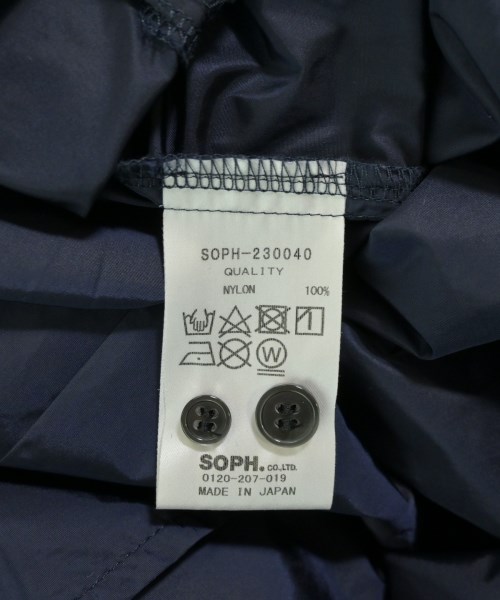 SOPH-230040
QUALITY
NYLON 100%
W
SOPH. CO.,LTD.
0120-207-019
MADE IN JAPAN